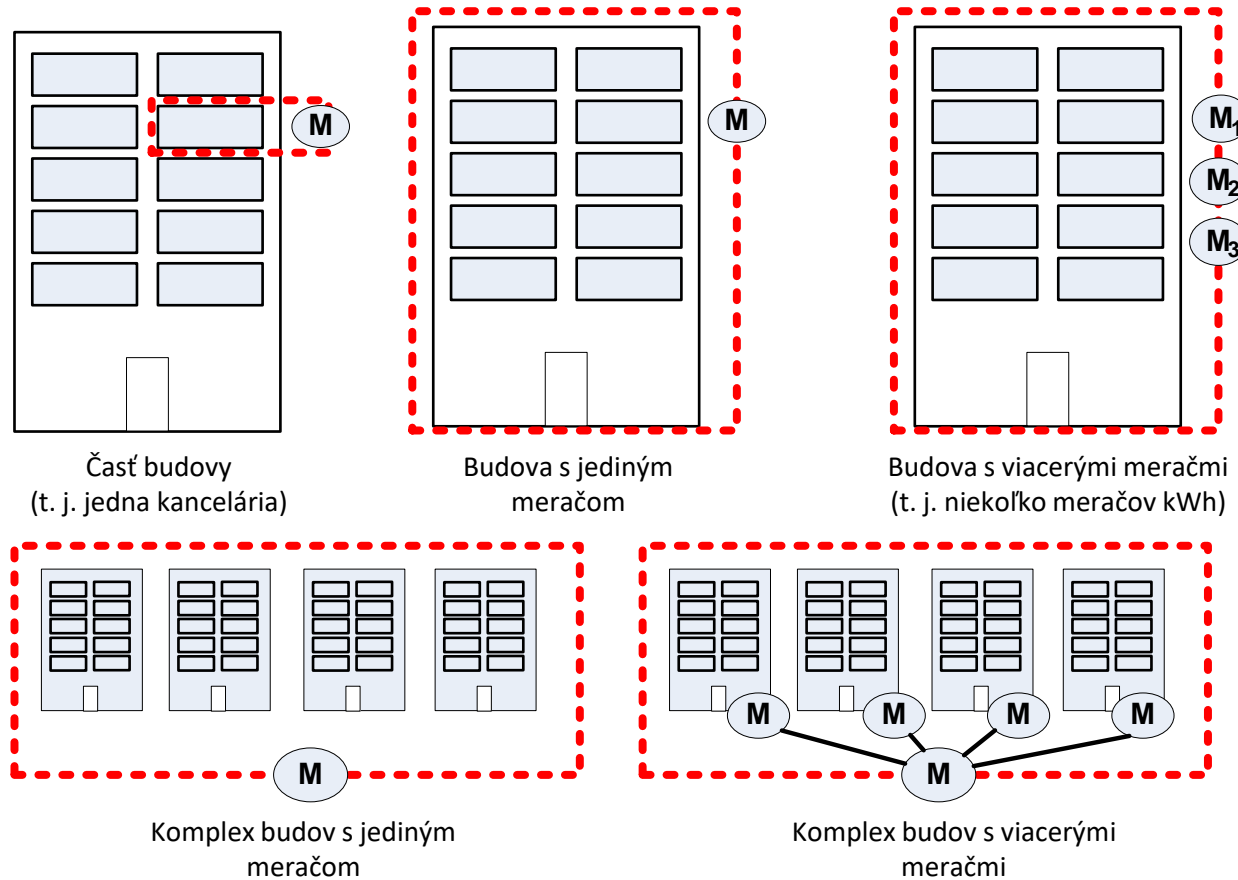 M
M
M₁
M₂
M₃
Časť budovy
(t. j. jedna kancelária)
Budova s jediným
meračom
Budova s viacerými meračmi
(t. j. niekoľko meračov kWh)
M
M
M
M
M
M
Komplex budov s jediným
meračom
Komplex budov s viacerými
meračmi